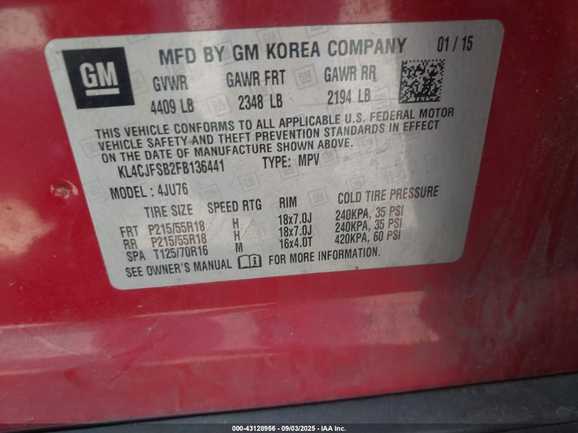 GM
MFD BY GM KOREA COMPANY 01 / 15
GVWR GAWR FRT GAWR RR
4409 LB 2348 LB 2194 LB
THIS VEHICLE CONFORMS TO ALL APPLICABLE U.S. FEDERAL MOTOR
VEHICLE SAFETY AND THEFT PREVENTION STANDARDS IN EFFECT
ON THE DATE OF MANUFACTURE SHOWN ABOVE.
KL4CJFSB2FB136441 TYPE: MPV
MODEL : 4JU76
TIRE SIZE SPEED RTG RIM COLD TIRE PRESSURE
FRT P215/55R18 H 18x7.0J 240KPA, 35 PSI
RR P215/55R18 H 18x7.0J 240KPA, 35 PSI
SPA T125/70R16 M 16x4.0T 420KPA, 60 PSI
SEE OWNER'S MANUAL FOR MORE INFORMATION.
000-43128956 - 09/03/2025 - IAAI.COM